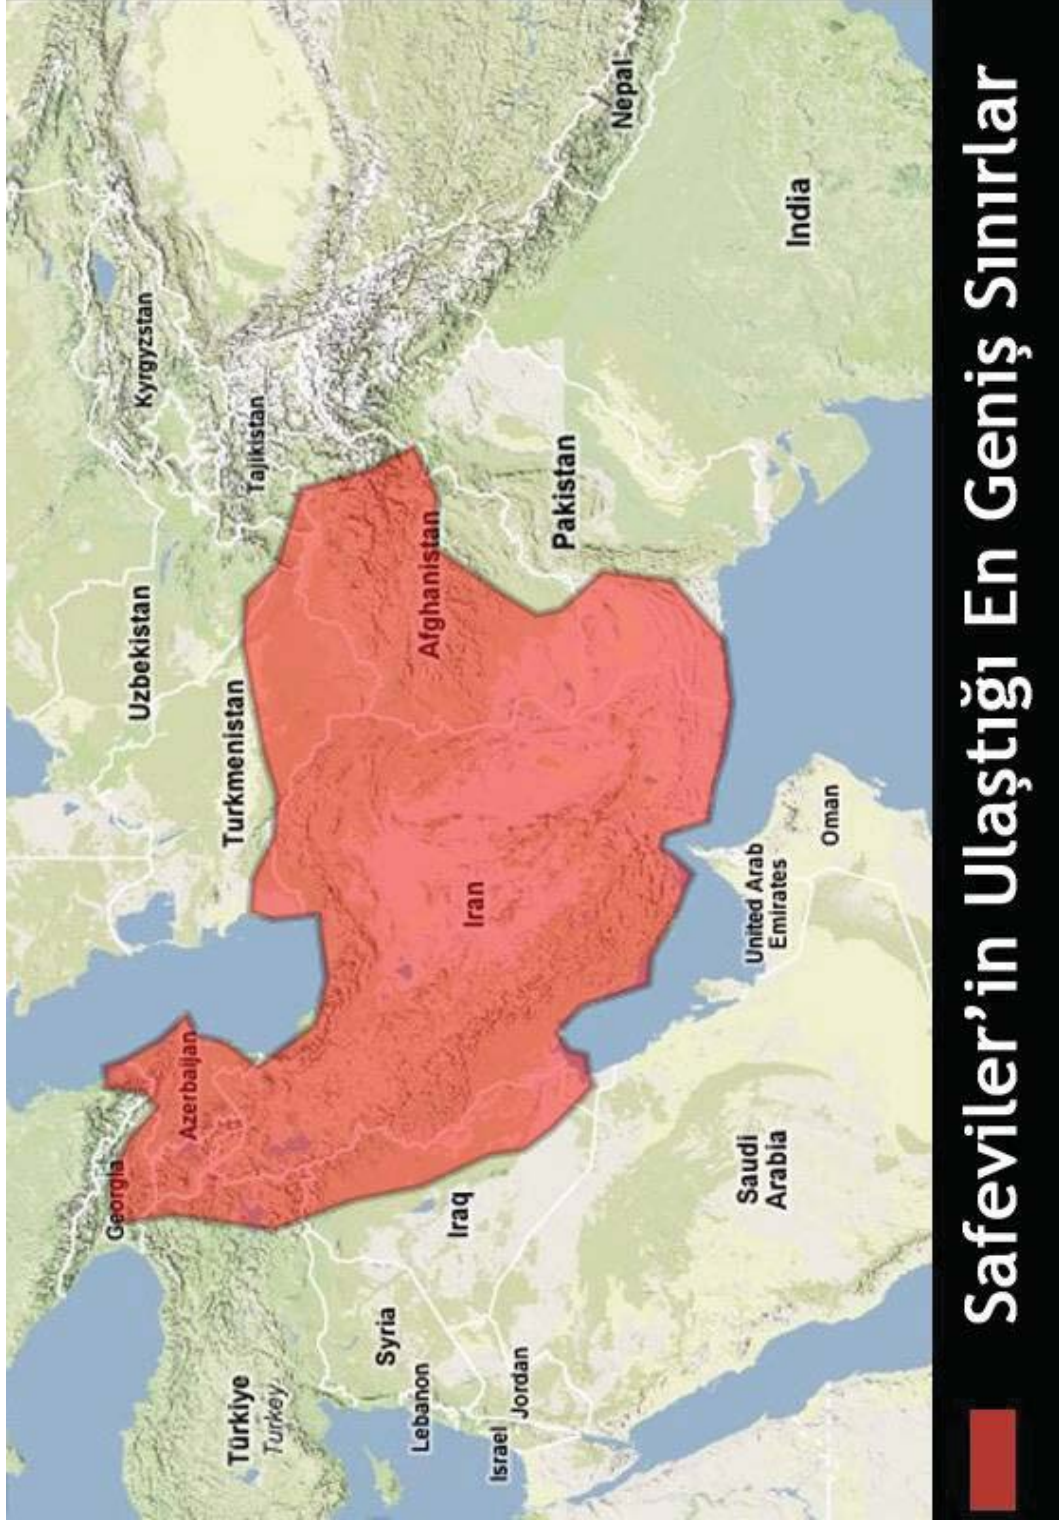 Kyrgyzstan
Uzbekistan
Tajikistan
Turkmenistan
Georgia
Azerbaijan
Türkiye
Turkey
Syria
Lebanon
Israel
Jordan
Iraq
Iran
Afghanistan
Pakistan
Nepal
India
Saudi
Arabia
United Arab
Emirates
Oman
Safeviler'in Ulaştığı En Geniş Sınırlar